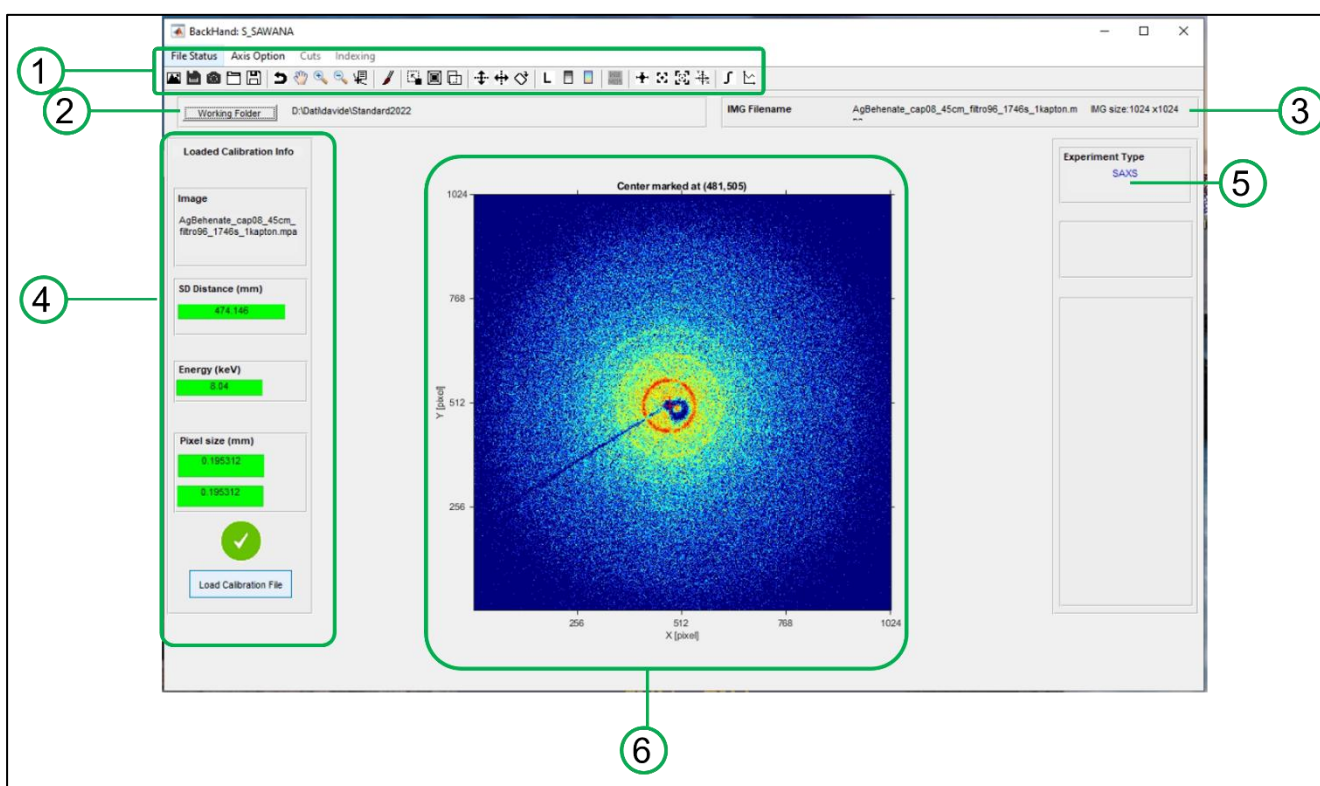 BackHand: S_SAWANA
File Status Axis Option Cuts Indexing
1
2
Working Folder
D:\Dati\davide\Standard2022
IMG Filename
AgBehenate_cap08_45cm_filtro96_1746s_1kapton.m
IMG size:1024 x1024
3
Loaded Calibration Info
Image
AgBehenate_cap08_45cm_
filtro96_1746s_1kapton.mpa
SD Distance (mm)
474.146
Energy (keV)
8.04
Pixel size (mm)
0.195312
0.195312
Load Calibration File
4
Center marked at (481,505)
1024
768
512
256
Y [pixel]
256 512 768 1024
X [pixel]
Experiment Type
SAXS
5
6
L